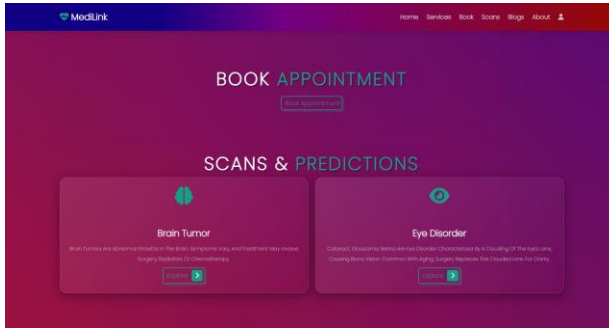 MediLink
Home Services Book Scans Blogs About
BOOK APPOINTMENT
Book Appointment
SCANS & PREDICTIONS
Brain Tumor
Brain Tumors Are Abnormal Growths In The Brain. Symptoms Vary, And Treatment May Involve
Surgery, Radiation, Or Chemotherapy.
Explore
Eye Disorder
Cataract, Glaucoma, Retina Are Eye Disorder Characterized By A Clouding Of The Eye's Lens,
Causing Blurry Vision. Common With Aging, Surgery Replaces The Clouded Lens For Clarity.
Explore